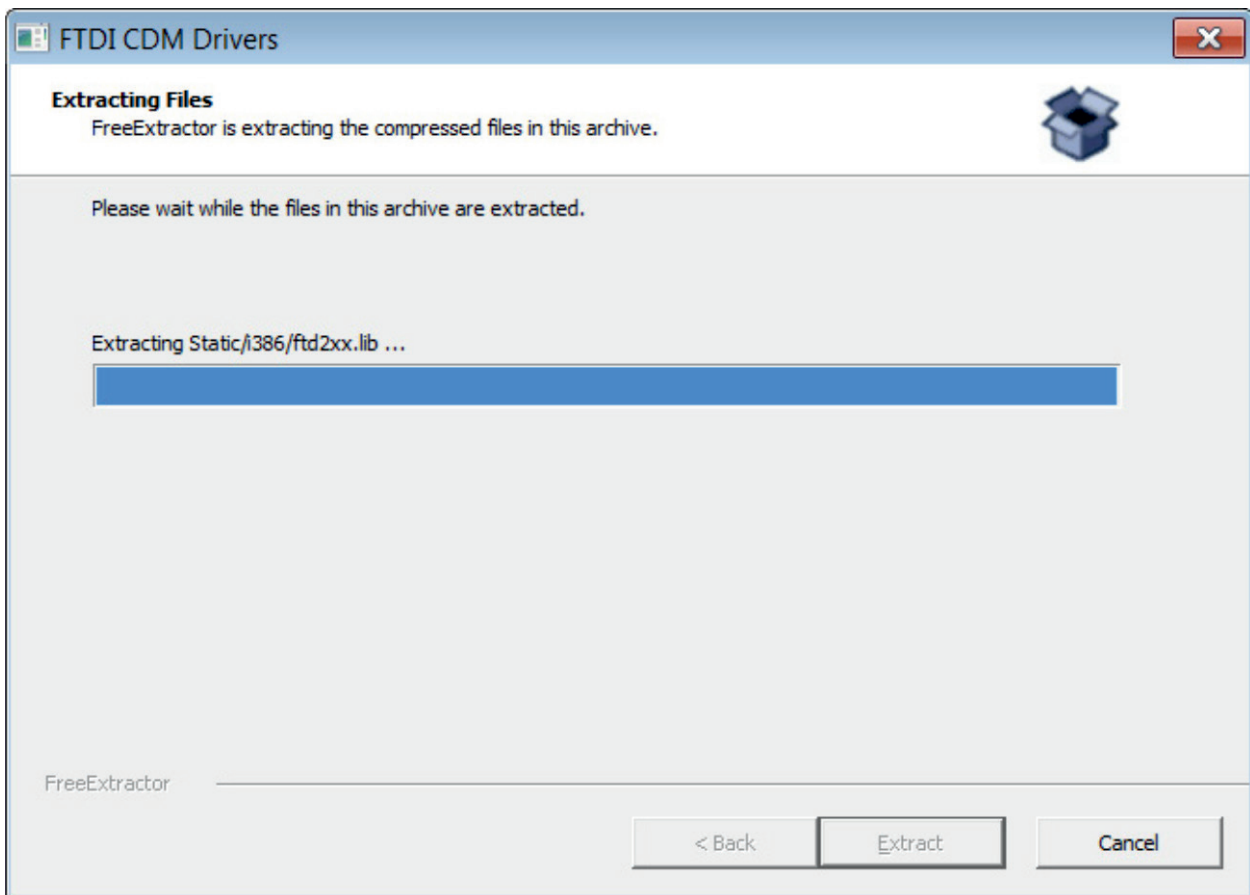 FTDI CDM Drivers
Extracting Files
FreeExtractor is extracting the compressed files in this archive.
Please wait while the files in this archive are extracted.
Extracting Static/i386/ftd2xx.lib ...
FreeExtractor
< Back
Extract
Cancel